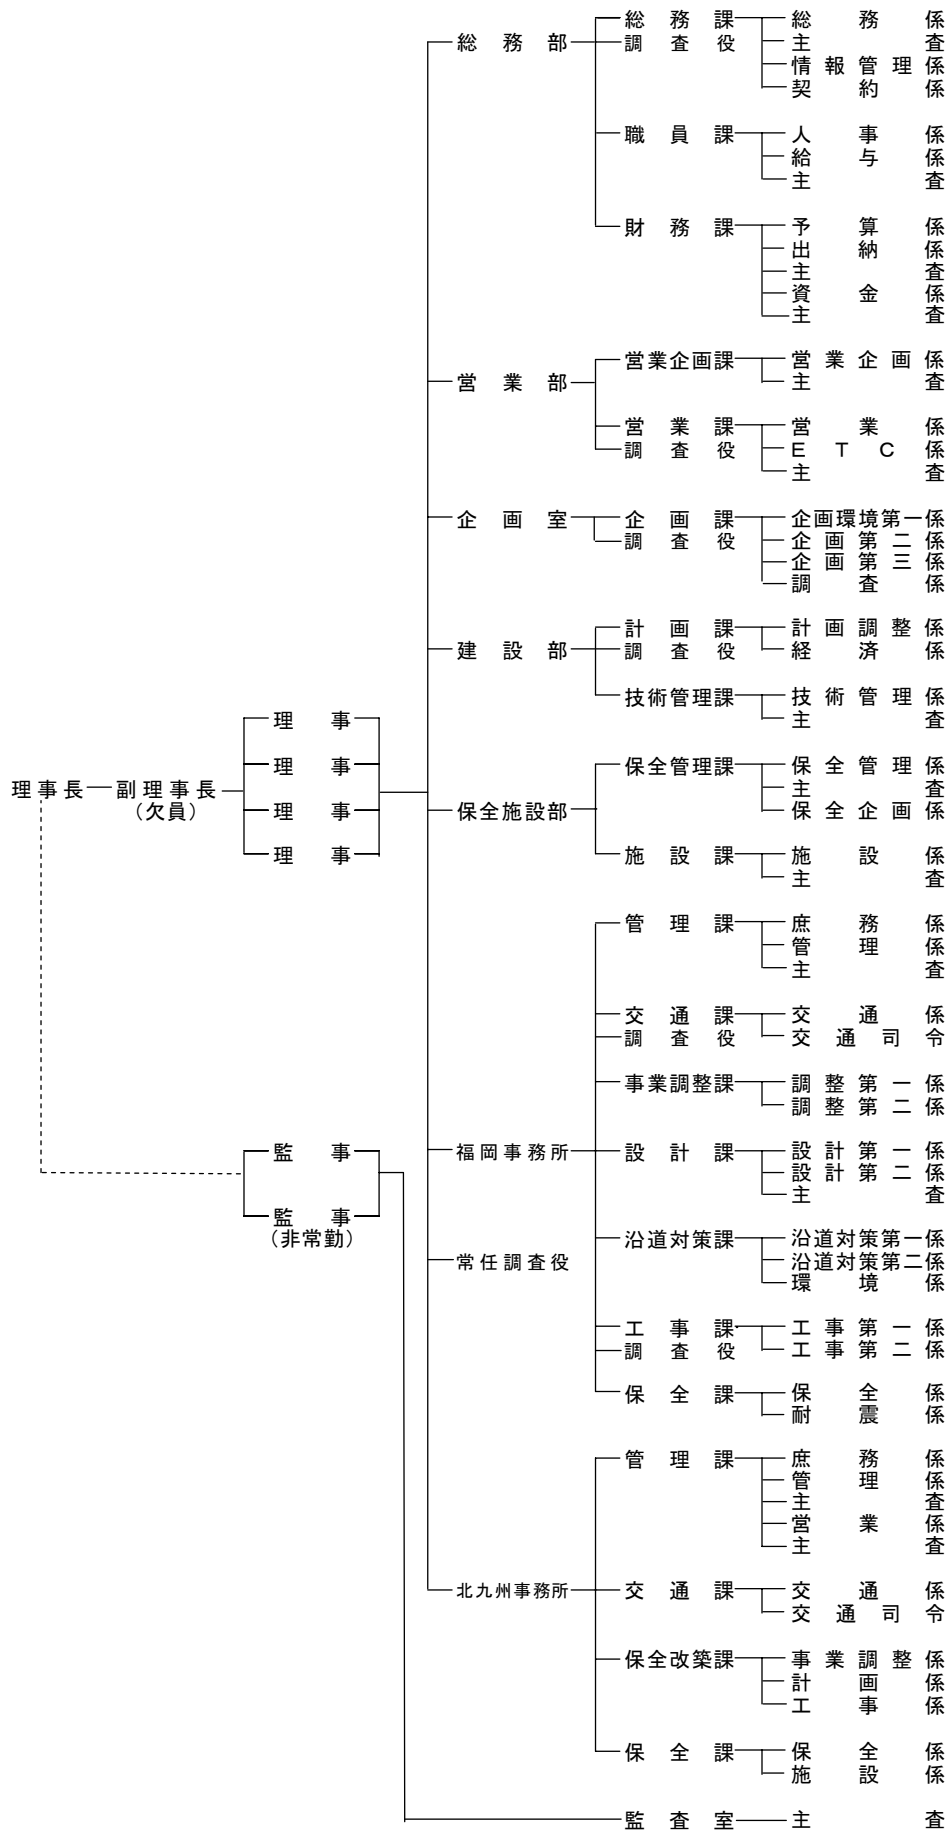 総務課 総務係
総務部 調査役 主査
情報管理係
契約係
職員課 人事係
給与係
主査
財務課 予算係
出納係
主査
資金係
主査
営業企画課 営業企画係
営業部 主査
営業課 営業係
調査役 ETC係
主査
企画室 企画課 企画環境第一係
調査役 企画第二係
企画第三係
調査係
計画課 計画調整係
建設部 調査役 経済係
技術管理課 技術管理係
理事 主査
理事 保全管理課 保全管理係
理事長 副理事長 主査
(欠員) 理事 保全施設部 保全企画係
理事 施設課 施設係
主査
管理課 庶務係
管理係
主査
交通課 交通係
調査役 交通司令
事業調整課 調整第一係
調整第二係
監事 福岡事務所 設計課 設計第一係
設計第二係
主査
監事
(非常勤) 沿道対策課 沿道対策第一係
常任調査役 沿道対策第二係
環境係
工事課 工事第一係
調査役 工事第二係
保全課 保全係
耐震係
管理課 庶務係
管理係
主査
営業係
主査
北九州事務所 交通課 交通係
交通司令
保全改築課 事業調整係
計画係
工事係
保全課 保全係
施設係
監査室 主査